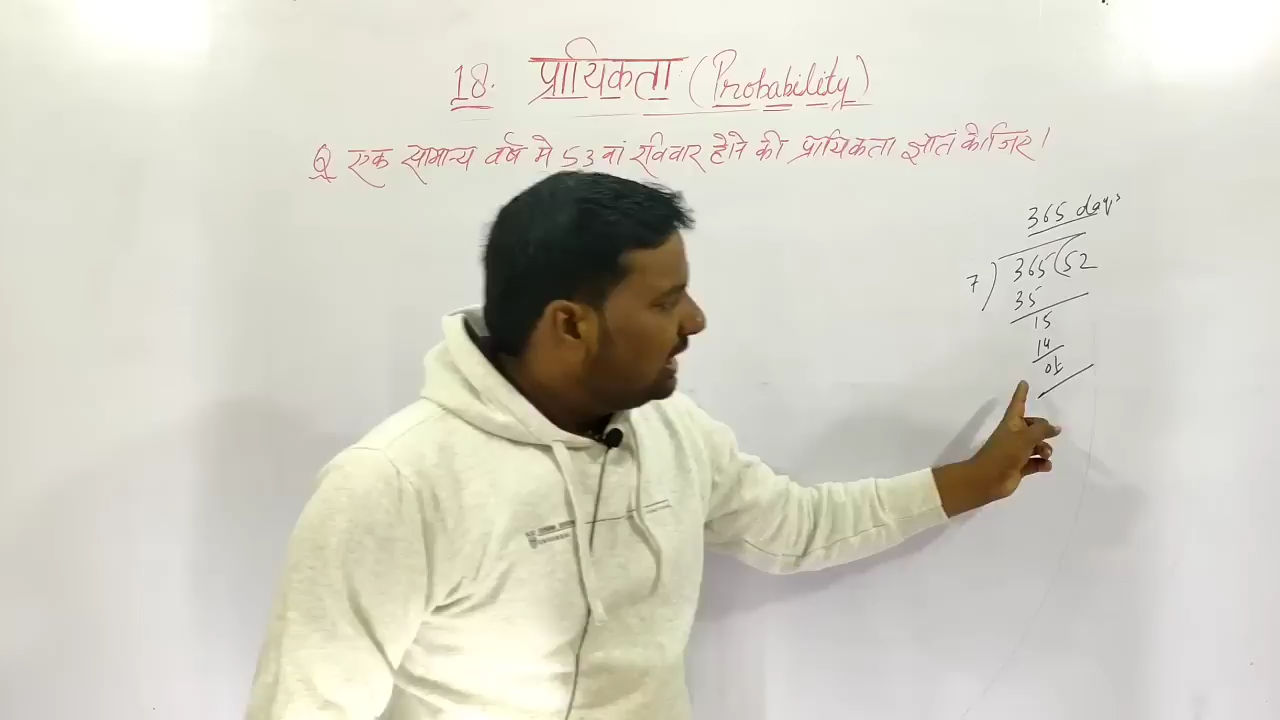 18. प्रायिकता (Probability)
Q एक सामान्य वर्ष मे 53 वां रविवार होने की प्रायिकता ज्ञात कीजिए।
365 days
7) 365 (52
35
15
14
01